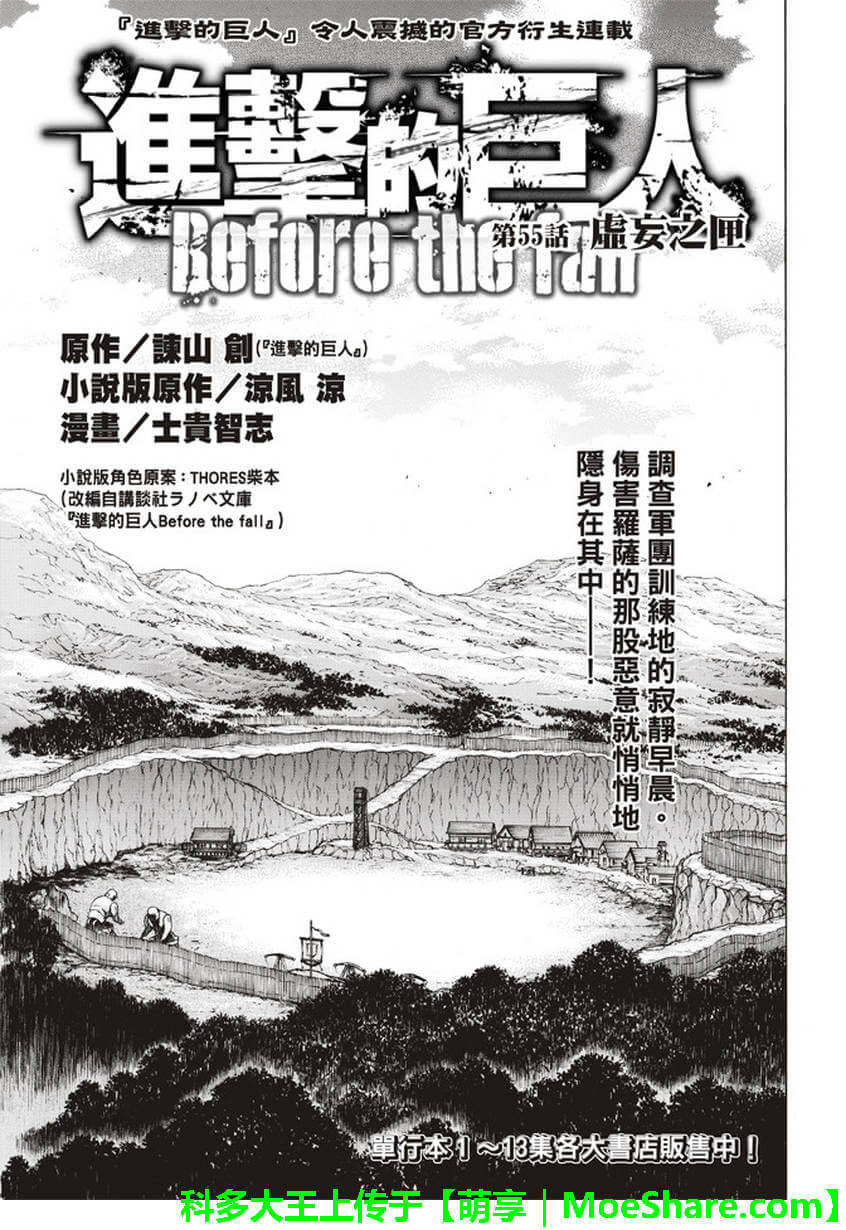 『進擊的巨人』令人震撼的官方衍生連載
進擊的巨人
Before the fall
第55話 虛妄之匣
原作／諫山 創(『進擊的巨人』)
小說版原作／涼風 涼
漫畫／士貴智志
小說版角色原案：THORES柴本
(改編自講談社ラノベ文庫
『進擊的巨人Before the fall』)
調查軍團訓練地的寂靜早晨。
傷害羅薩的那股惡意就悄悄地
隱身在其中——！
單行本1～13集各大書店販售中！
科多大王上传于【萌享｜MoeShare.com】